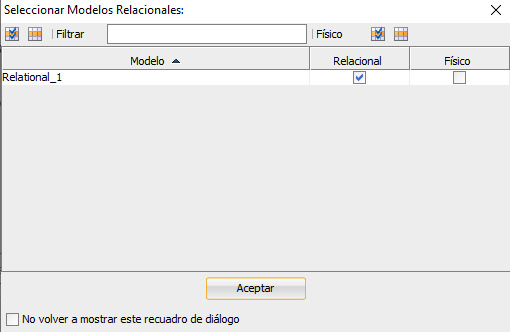 Seleccionar Modelos Relacionales:
Filtrar Físico
Modelo Relacional Físico
Relational_1
Aceptar
No volver a mostrar este recuadro de diálogo